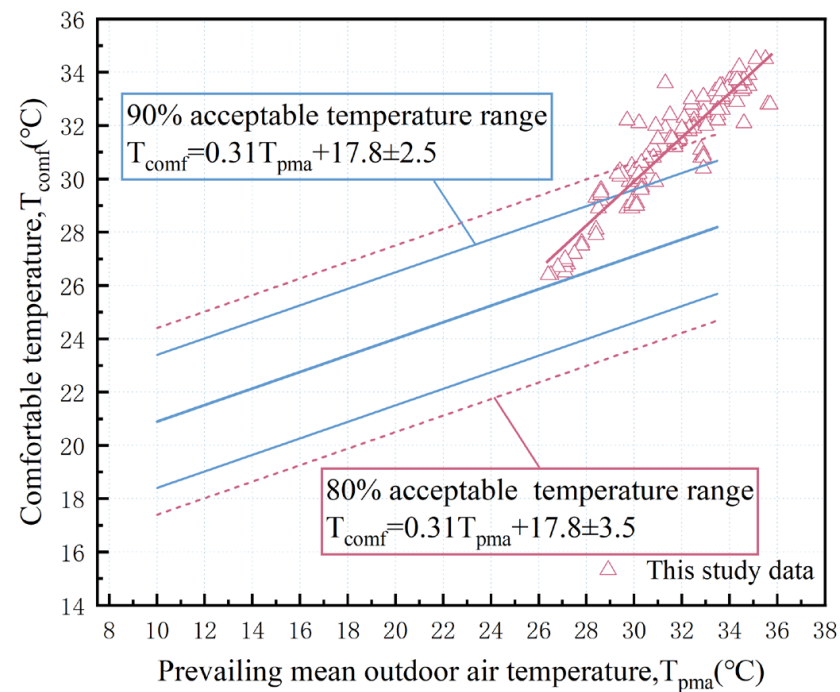 36
34
32
30
28
26
24
22
20
18
16
14
Comfortable temperature,Tcomf(℃)
90% acceptable temperature range
Tcomf=0.31Tpma+17.8±2.5
80% acceptable temperature range
Tcomf=0.31Tpma+17.8±3.5
This study data
8 10 12 14 16 18 20 22 24 26 28 30 32 34 36 38
Prevailing mean outdoor air temperature,Tpma(℃)